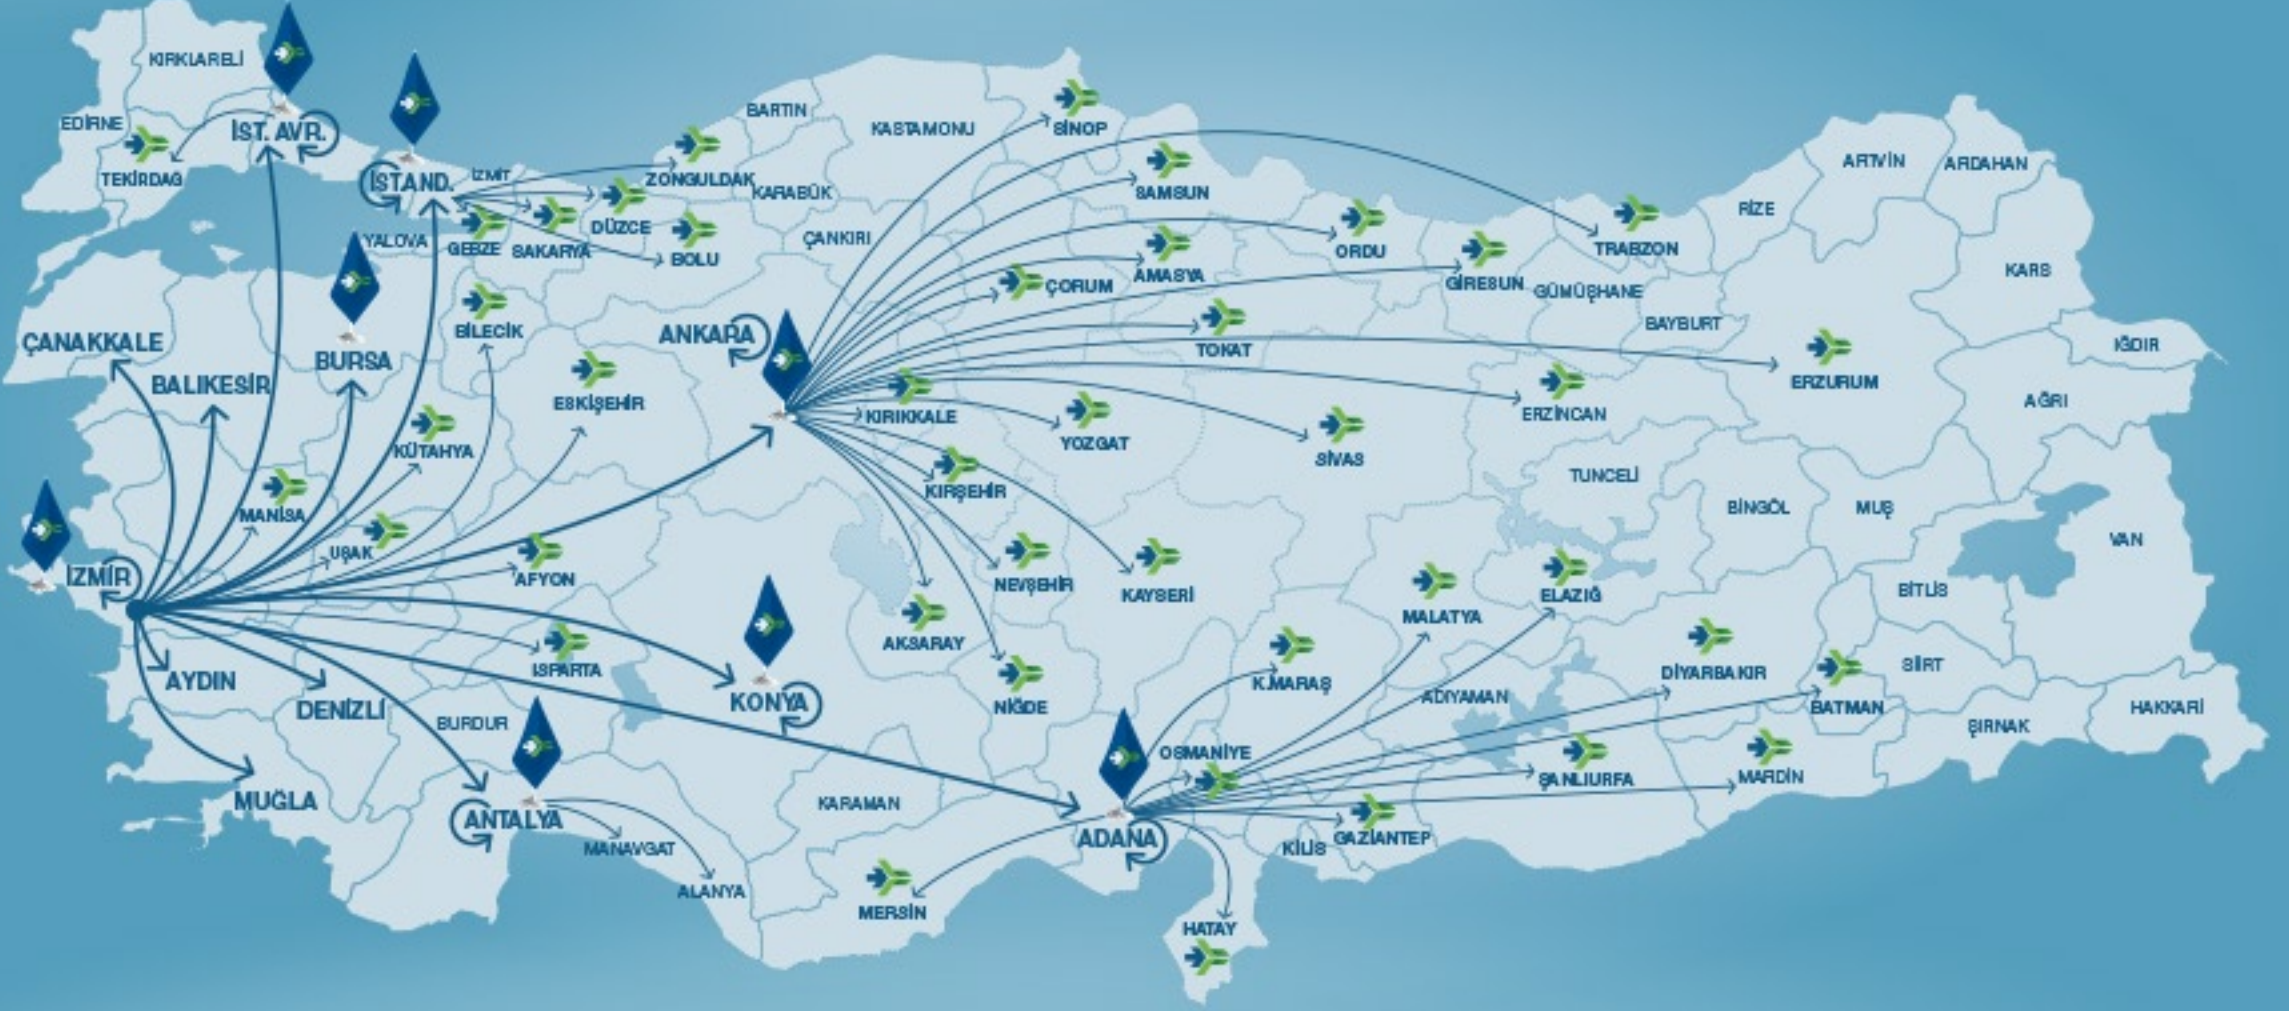 KIRKLARELİ
EDİRNE
TEKİRDAG
İST. AVR.
İST.AND.
İZMİT
YALOVA
GEBZE
SAKARYA
DÜZCE
ZONGULDAK
BOLU
BARTIN
KARABÜK
KASTAMONU
ÇANKIRI
SİNOP
SAMSUN
AMASYA
ÇORUM
TOKAT
ORDU
GİRESUN
GÜMÜŞHANE
TRABZON
BAYBURT
RİZE
ARTVİN
ARDAHAN
KARS
IĞDIR
AĞRI
ERZURUM
ERZİNCAN
ÇANAKKALE
BALIKESİR
BURSA
BİLECİK
ESKİŞEHİR
KÜTAHYA
ANKARA
KIRIKKALE
YOZGAT
SİVAS
KIRŞEHİR
NEVŞEHİR
KAYSERİ
AKSARAY
NİĞDE
TUNCELİ
BİNGÖL
MUŞ
VAN
BİTLİS
SİİRT
ŞIRNAK
HAKKARİ
MANİSA
UŞAK
AFYON
İZMİR
AYDIN
DENİZLİ
ISPARTA
BURDUR
MUĞLA
ANTALYA
MANAVGAT
ALANYA
KONYA
KARAMAN
MERSİN
ADANA
OSMANİYE
HATAY
KİLİS
GAZİANTEP
K.MARAŞ
MALATYA
ELAZIĞ
ADIYAMAN
DİYARBAKIR
BATMAN
ŞANLIURFA
MARDİN